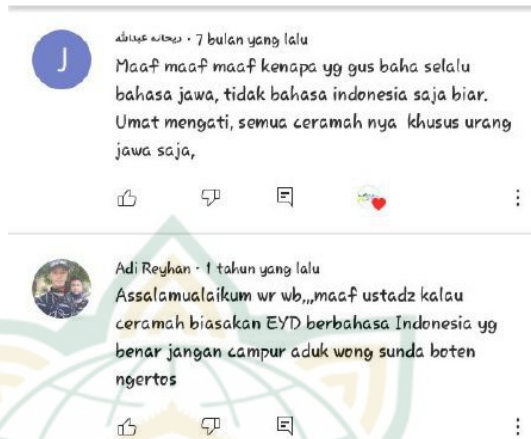 J
ديحانه عبدالله • 7 bulan yang lalu
Maaf maaf maaf kenapa yg gus baha selalu
bahasa jawa, tidak bahasa indonesia saja biar.
Umat mengati, semua ceramah nya khusus urang
jawa saja,
Adi Reyhan • 1 tahun yang lalu
Assalamualaikum wr wb,,,maaf ustadz kalau
ceramah biasakan EYD berbahasa Indonesia yg
benar jangan campur aduk wong sunda boten
ngertos